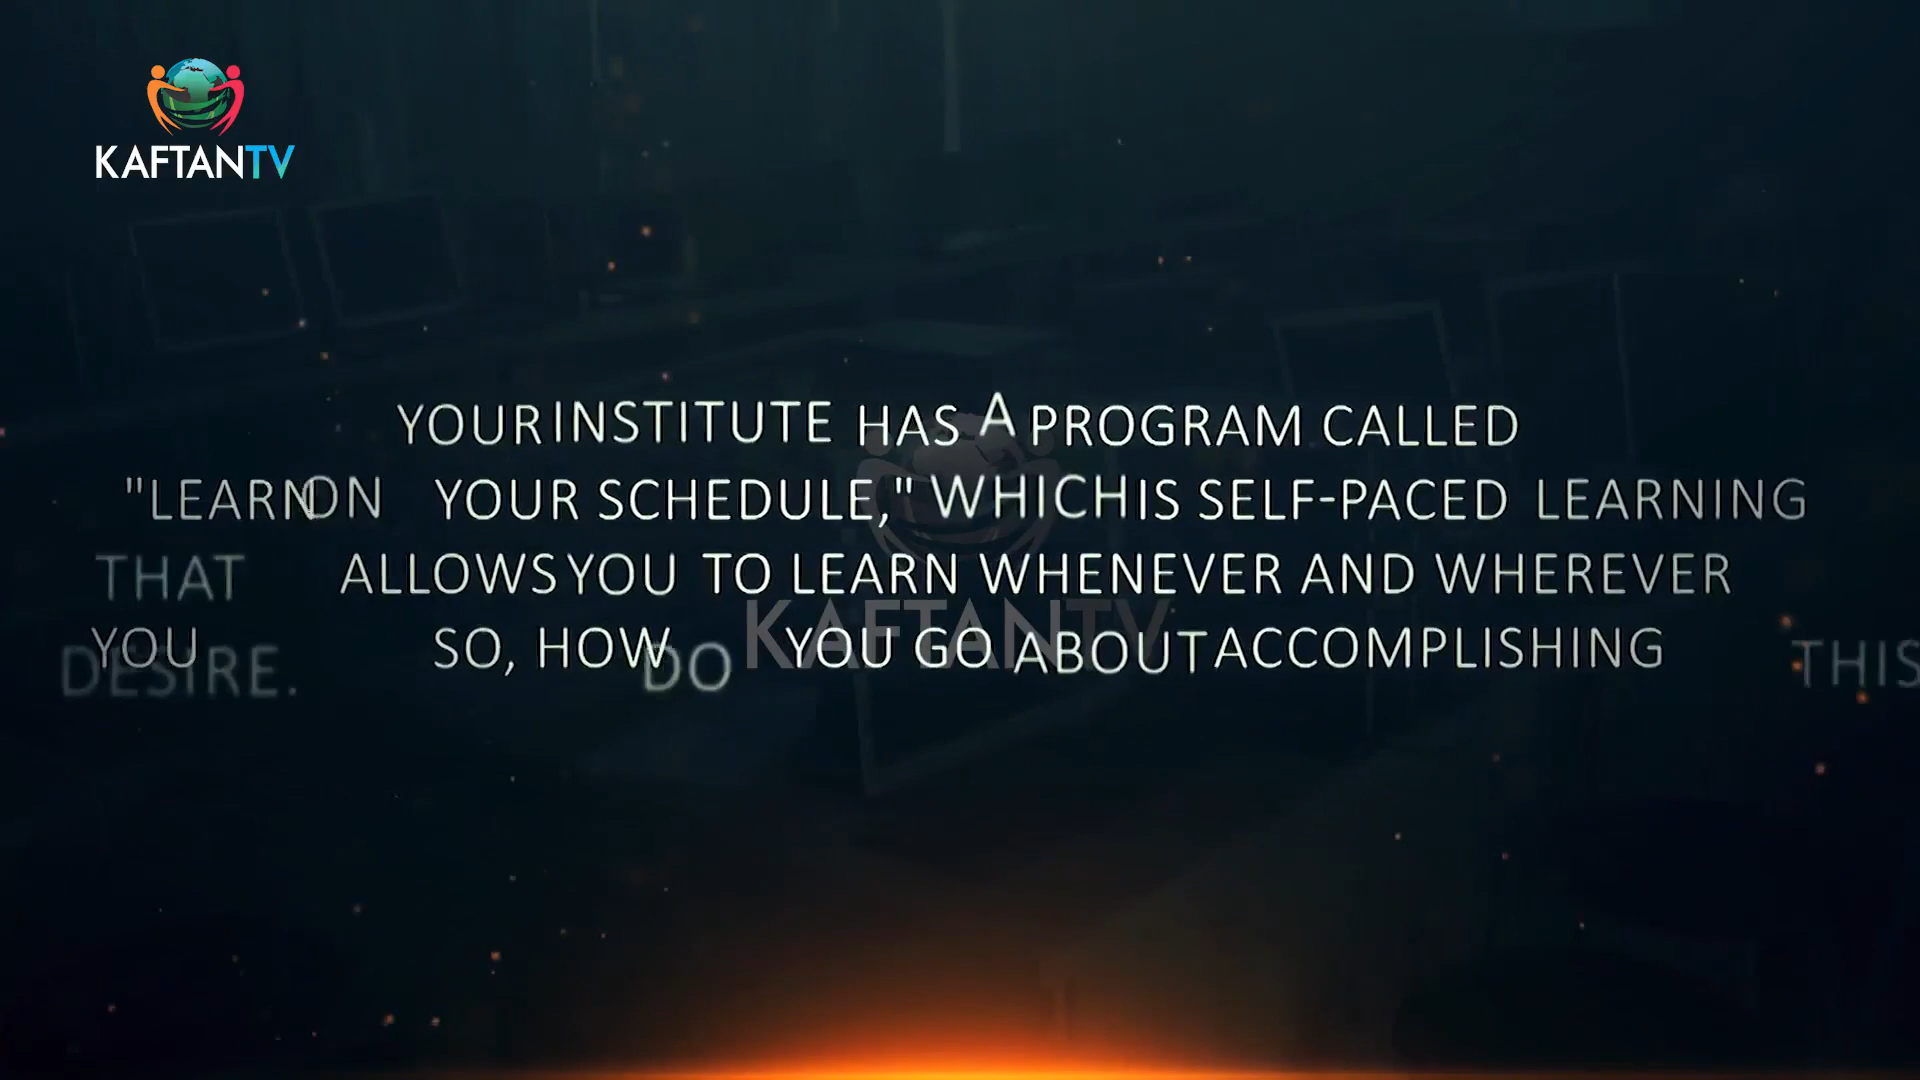 KAFTANTV
YOUR INSTITUTE HAS A PROGRAM CALLED
"LEARN ON YOUR SCHEDULE," WHICH IS SELF-PACED LEARNING
THAT ALLOWS YOU TO LEARN WHENEVER AND WHEREVER
YOU DESIRE. SO, HOW DO YOU GO ABOUT ACCOMPLISHING THIS
KAFTANTV